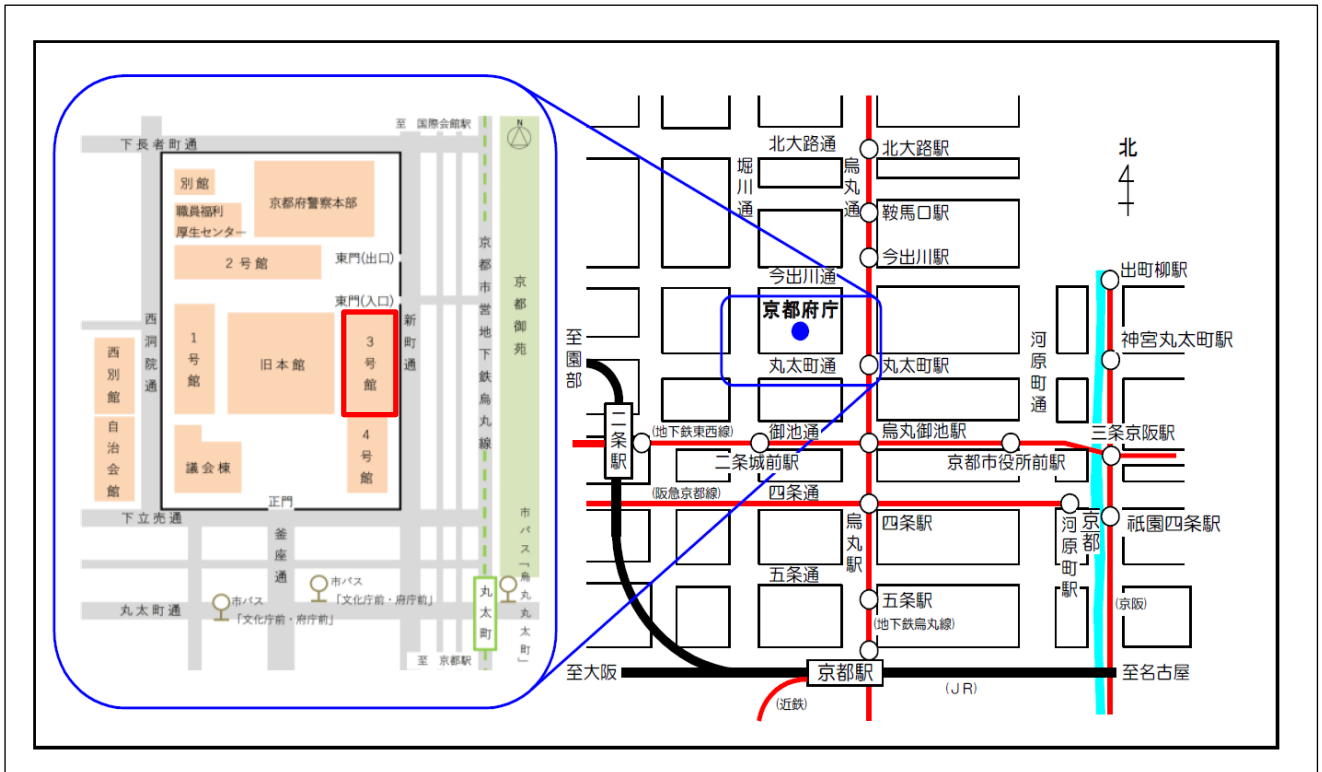 至 国際会館駅
N
下長者町通
別館
京都府警察本部
職員福利
厚生センター
2号館
東門(出口)
東門(入口)
西洞院通
新町通
京都市営地下鉄烏丸線
京都御苑
1号館
旧本館
3号館
西別館
自治会館
議会棟
4号館
正門
下立売通
釜座通
市バス
「文化庁前・府庁前」
市バス
「文化庁前・府庁前」
丸太町通
丸太町
市バス「烏丸丸太町」
至 京都駅
北大路通
北大路駅
堀川通
烏丸通
北
鞍馬口駅
今出川駅
今出川通
出町柳駅
京都府庁
至園部
河原町通
神宮丸太町駅
丸太町通
丸太町駅
二条駅
(地下鉄東西線)
御池通
烏丸御池駅
三条京阪駅
二条城前駅
京都市役所前駅
(阪急京都線)
四条通
烏丸駅
四条駅
京都
河原町駅
祇園四条駅
五条通
五条駅
(京阪)
(地下鉄烏丸線)
至大阪
京都駅
至名古屋
(JR)
(近鉄)